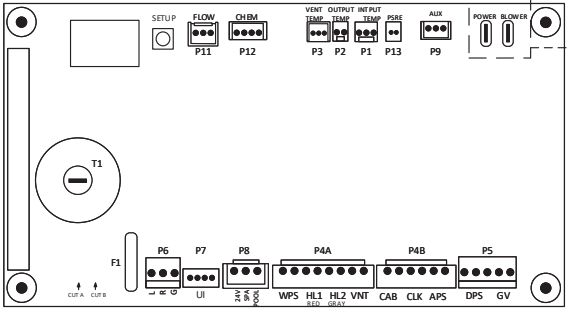 SETUP FLOW CHEM VENT TEMP OUTPUT TEMP INTPUT TEMP PSRE AUX POWER BLOWER
P11 P12 P3 P2 P1 P13 P9
T1
F1 P6 P7 P8 P4A P4B P5
L R G UI 24V SPA POOL WPS HL1 HL2 VNT CAB CLK APS DPS GV
CUT A CUT B RED GRAY